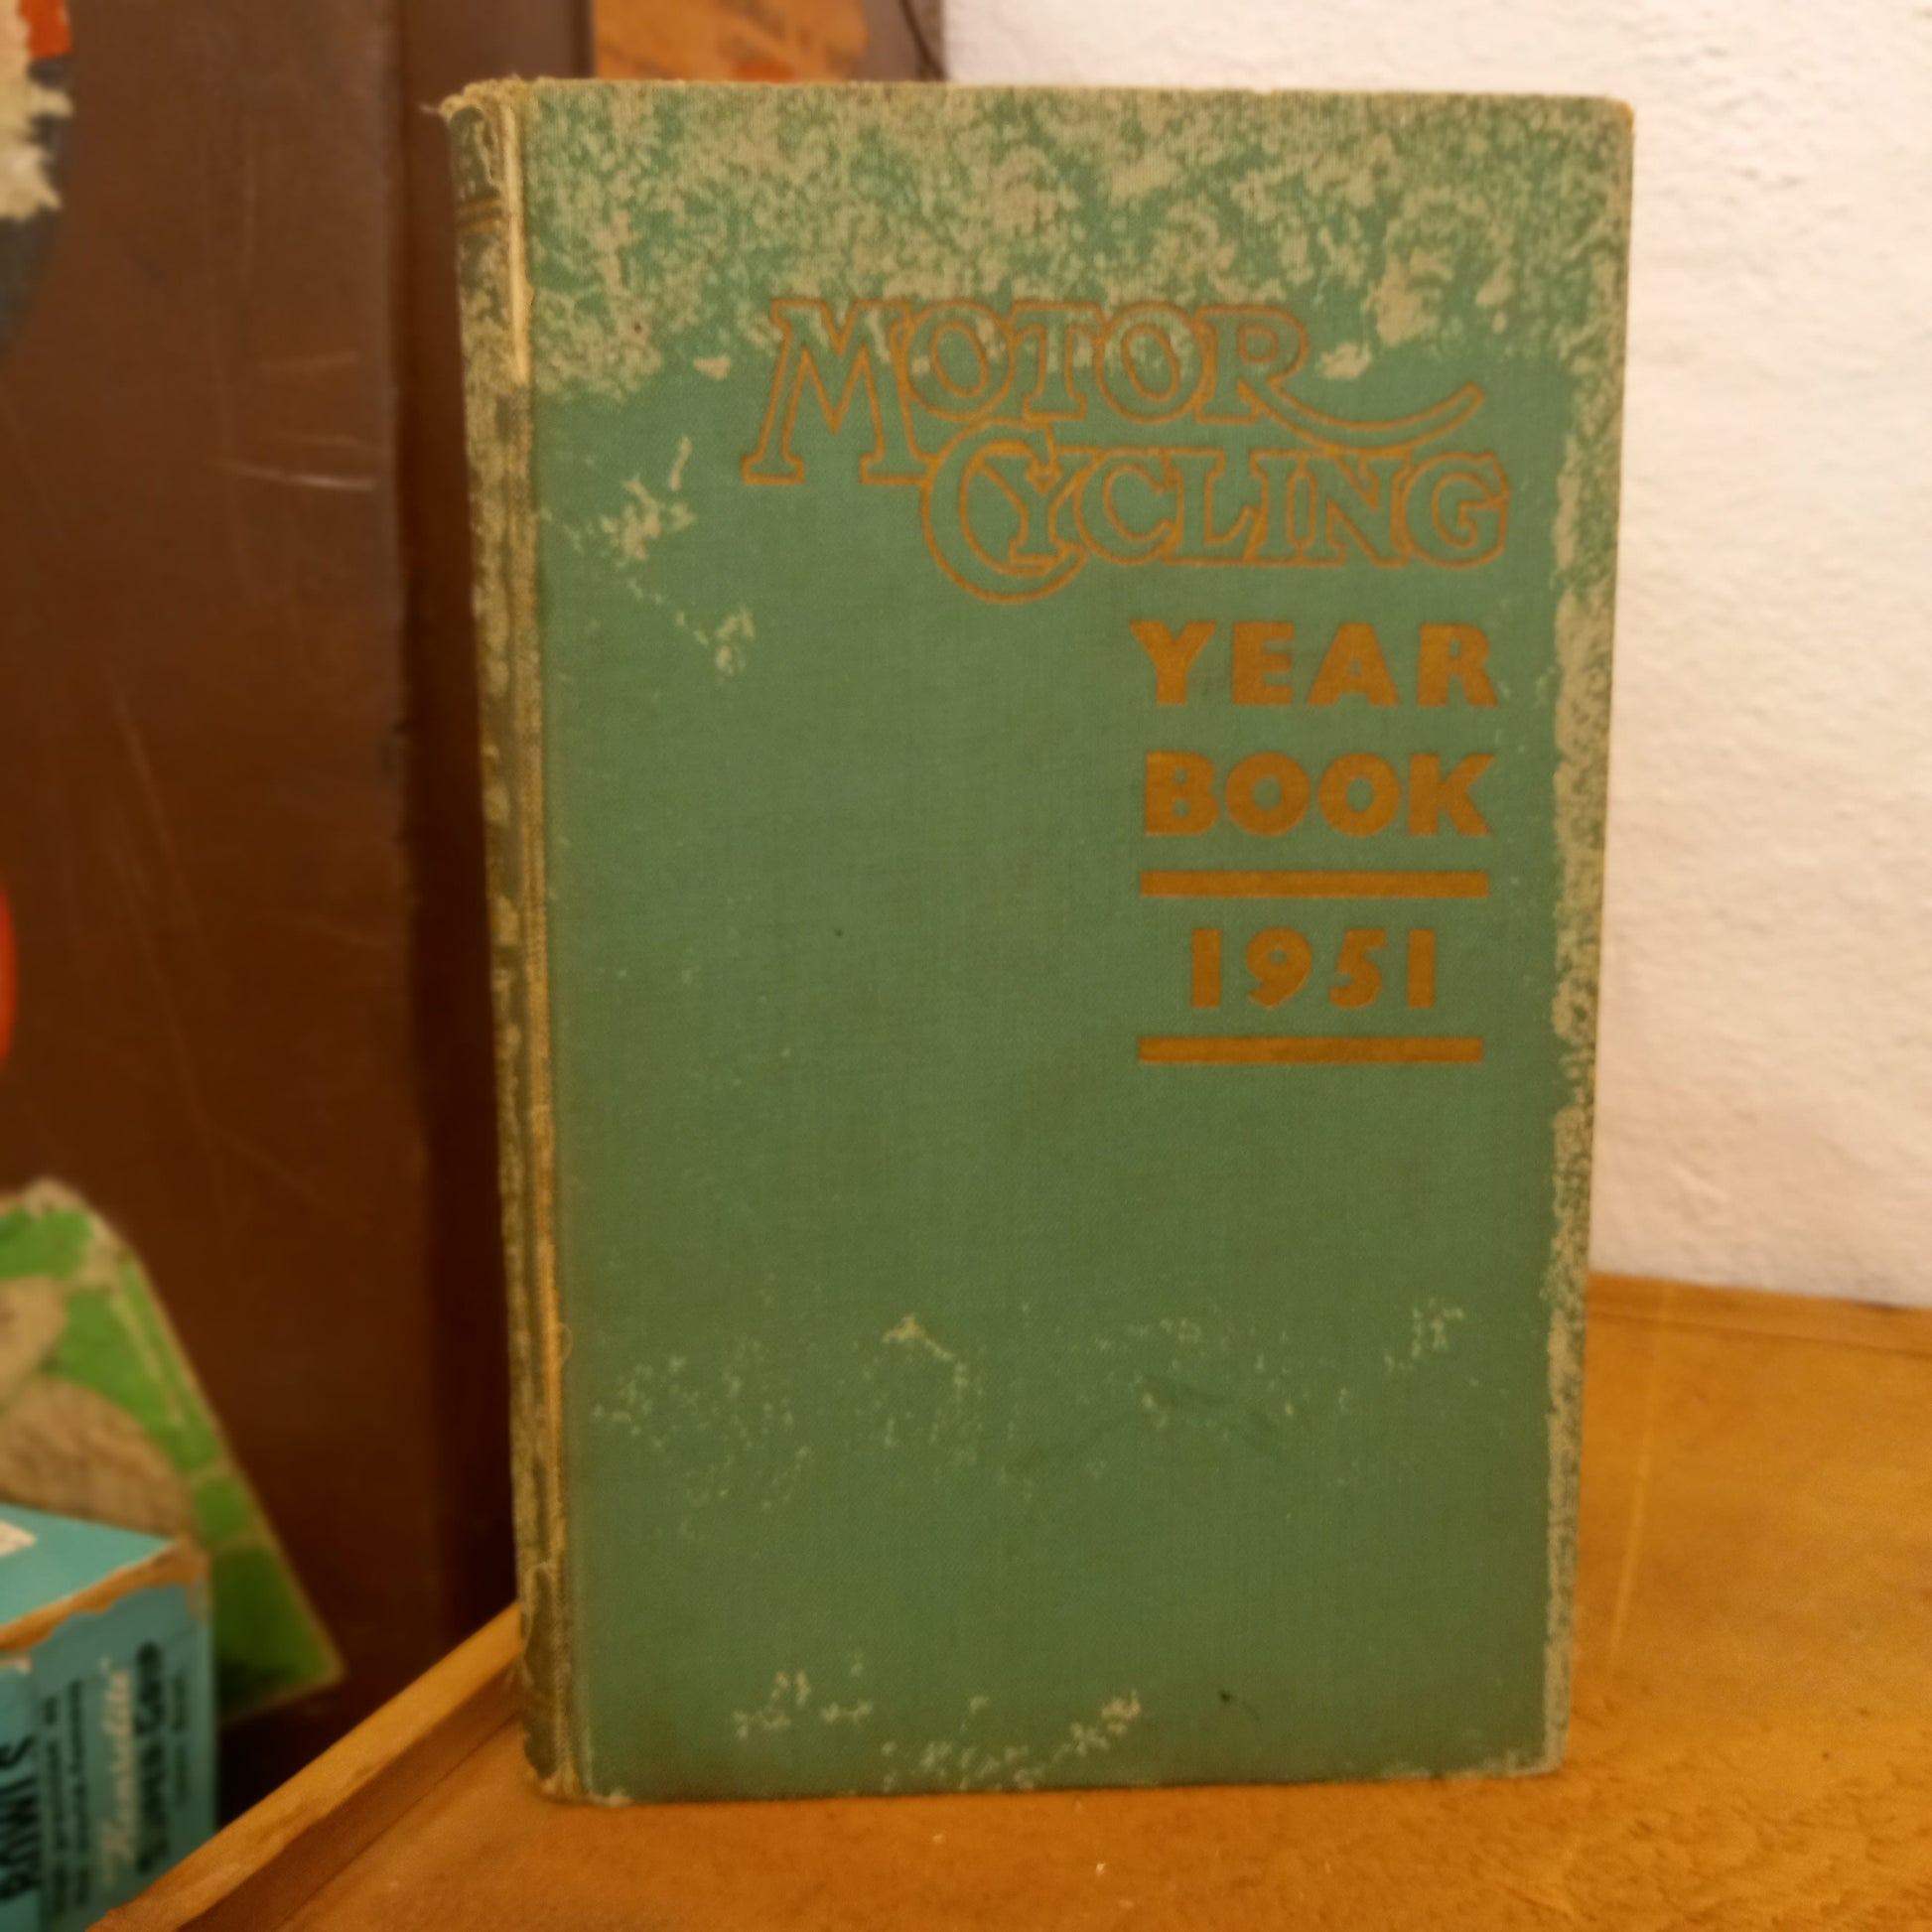 MOTOR
CYCLING
YEAR
BOOK
1951